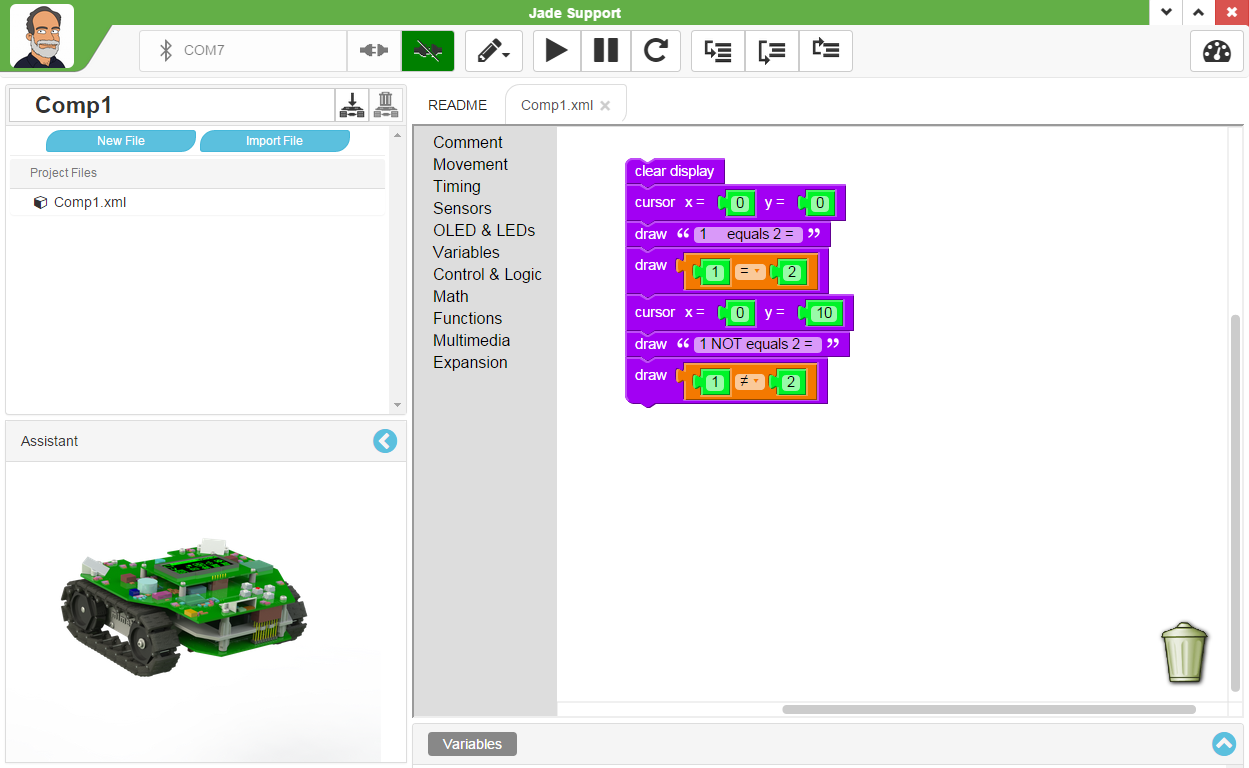 Jade Support
COM7
Comp1
New File
Import File
Project Files
Comp1.xml
Assistant
README
Comp1.xml
Comment
Movement
Timing
Sensors
OLED & LEDs
Variables
Control & Logic
Math
Functions
Multimedia
Expansion
clear display
cursor x = 0 y = 0
draw “ 1 equals 2 = ”
draw 1 = 2
cursor x = 0 y = 10
draw “ 1 NOT equals 2 = ”
draw 1 ≠ 2
Variables